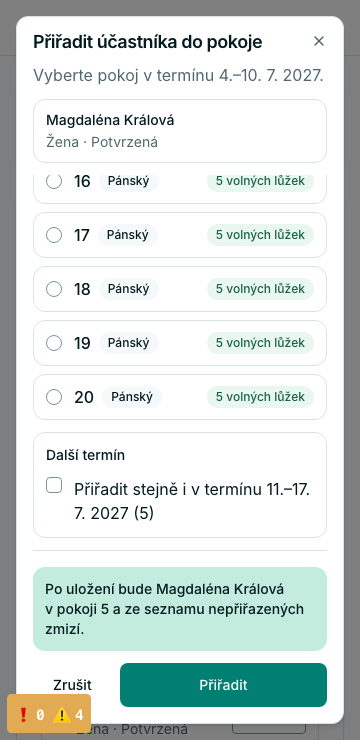 Přiřadit účastníka do pokoje
Vyberte pokoj v termínu 4.–10. 7. 2027.
Magdaléna Králová
Žena · Potvrzená
16 Pánský 5 volných lůžek
17 Pánský 5 volných lůžek
18 Pánský 5 volných lůžek
19 Pánský 5 volných lůžek
20 Pánský 5 volných lůžek
Další termín
Přiřadit stejně i v termínu 11.–17.
7. 2027 (5)
Po uložení bude Magdaléna Králová
v pokoji 5 a ze seznamu nepřiřazených
zmizí.
Zrušit Přiřadit
❗ 0 ⚠️ 4
Žena · Potvrzená